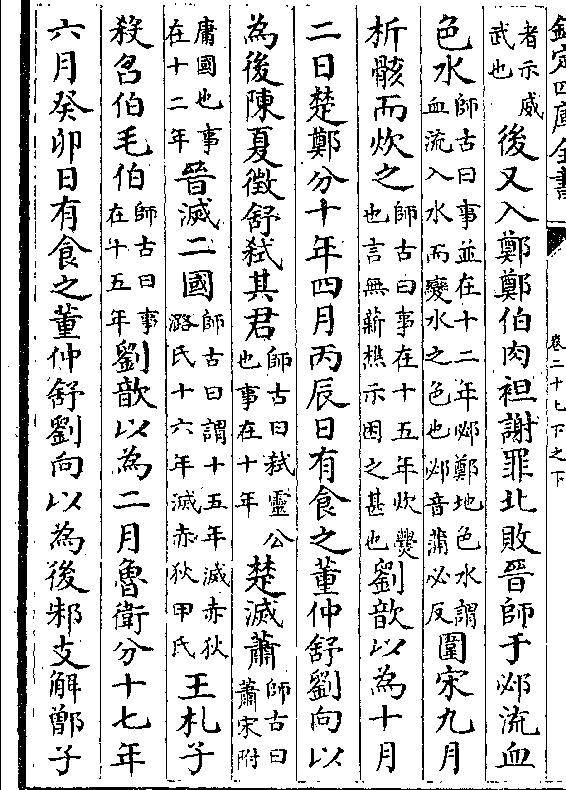 欽定四庫全書
卷二十七下之下
者示威武也後又入鄭鄭伯肉袒謝罪北敗晉師于邲流血
色水師古曰事並在十二年邲鄭地色水謂血流入水而變水之色也邲音蒲必反圍宋九月
析骸而炊之師古曰事在十五年炊爨也言無薪樵示困之甚也劉歆以為十月
二日楚鄭分十年四月丙辰日有食之董仲舒劉向以
為後陳夏徵舒弑其君師古曰弑靈公也事在十年楚滅蕭師古曰蕭宋附
庸國也事在十二年晉滅二國師古曰謂十五年滅赤狄潞氏十六年滅赤狄甲氏王札子
殺召伯毛伯師古曰事在十五年劉歆以為二月魯衛分十七年
六月癸卯日有食之董仲舒劉向以為後邾支解鄫子